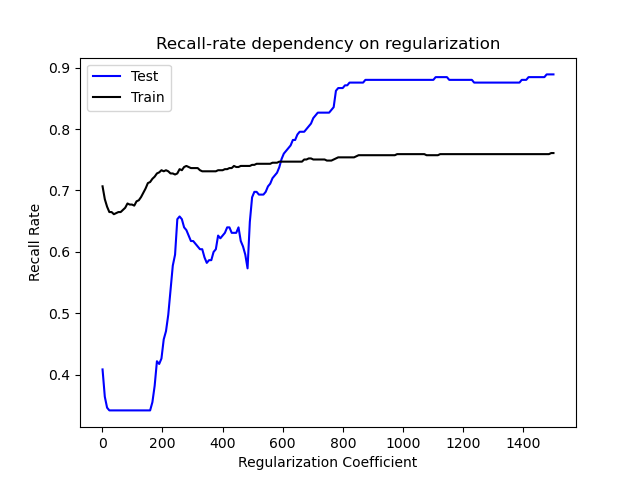 Recall-rate dependency on regularization
Test
Train
0.9
0.8
0.7
0.6
0.5
0.4
Recall Rate
0 200 400 600 800 1000 1200 1400
Regularization Coefficient